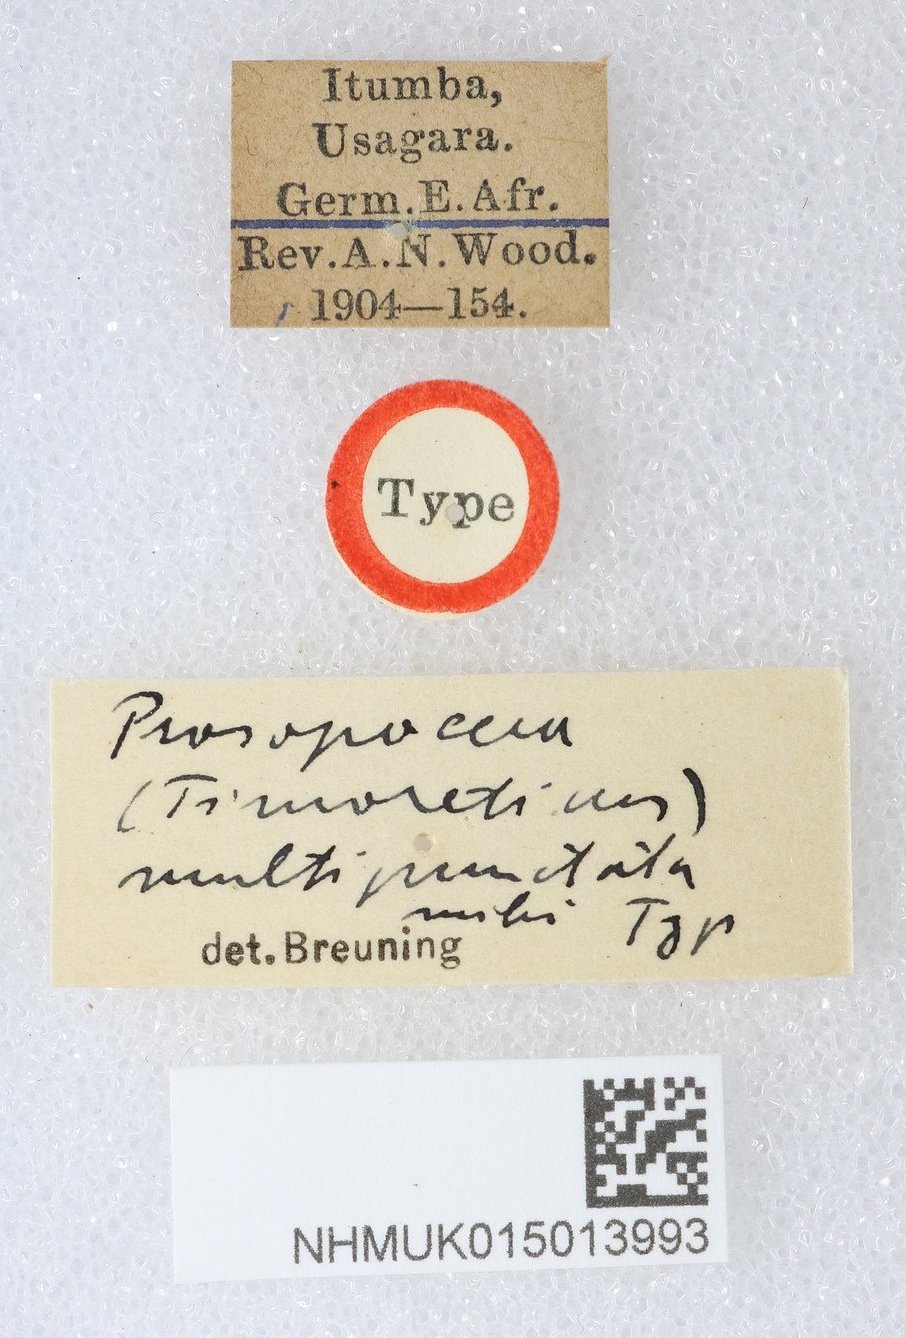 Itumba,
Usagara.
Germ. E. Afr.
Rev. A. N. Wood.
1904—154.
Type
Prosopocera
(Timoreticus)
multipunctata
mihi Typ
det. Breuning
NHMUK015013993